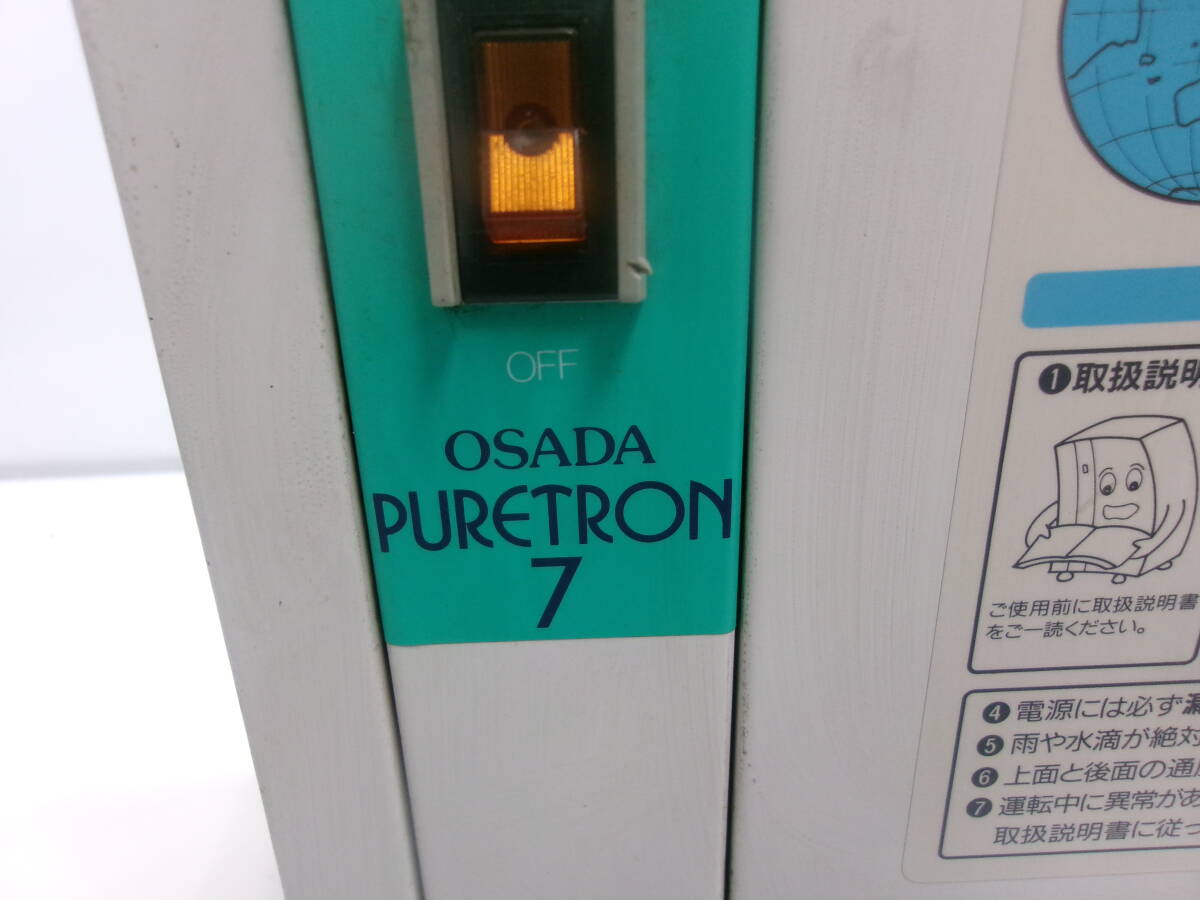 OFF
OSADA
PURETRON
7
❶取扱説明
ご使用前に取扱説明書
をご一読ください。
❹電源には必ず漏
❺雨や水滴が絶対
❻上面と後面の通
❼運転中に異常があ
取扱説明書に従っ